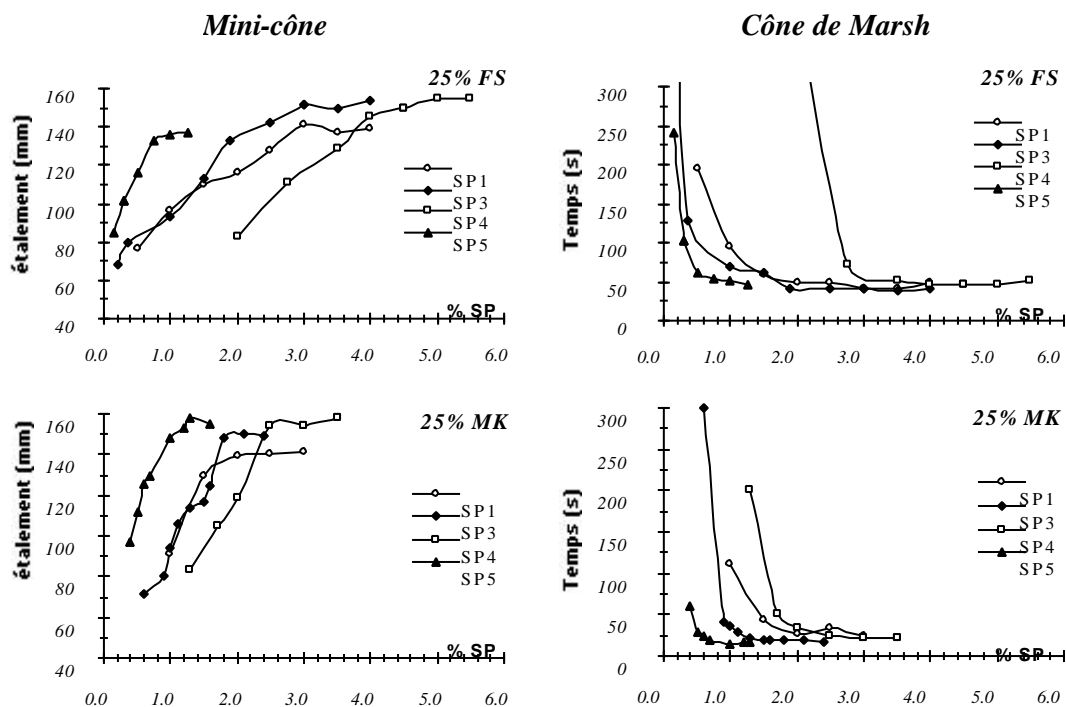 Mini-cône
Cône de Marsh
25% FS
étalement (mm)
160
140
120
100
80
60
40
SP1
SP3
SP4
SP5
% SP
0.0 1.0 2.0 3.0 4.0 5.0 6.0
25% FS
Temps (s)
300
250
200
150
100
50
0
SP1
SP3
SP4
SP5
% SP
0.0 1.0 2.0 3.0 4.0 5.0 6.0
25% MK
étalement (mm)
160
140
120
100
80
60
40
SP1
SP3
SP4
SP5
0.0 1.0 2.0 3.0 4.0 5.0 6.0
25% MK
Temps (s)
300
250
200
150
100
50
0
SP1
SP3
SP4
SP5
% SP
0.0 1.0 2.0 3.0 4.0 5.0 6.0